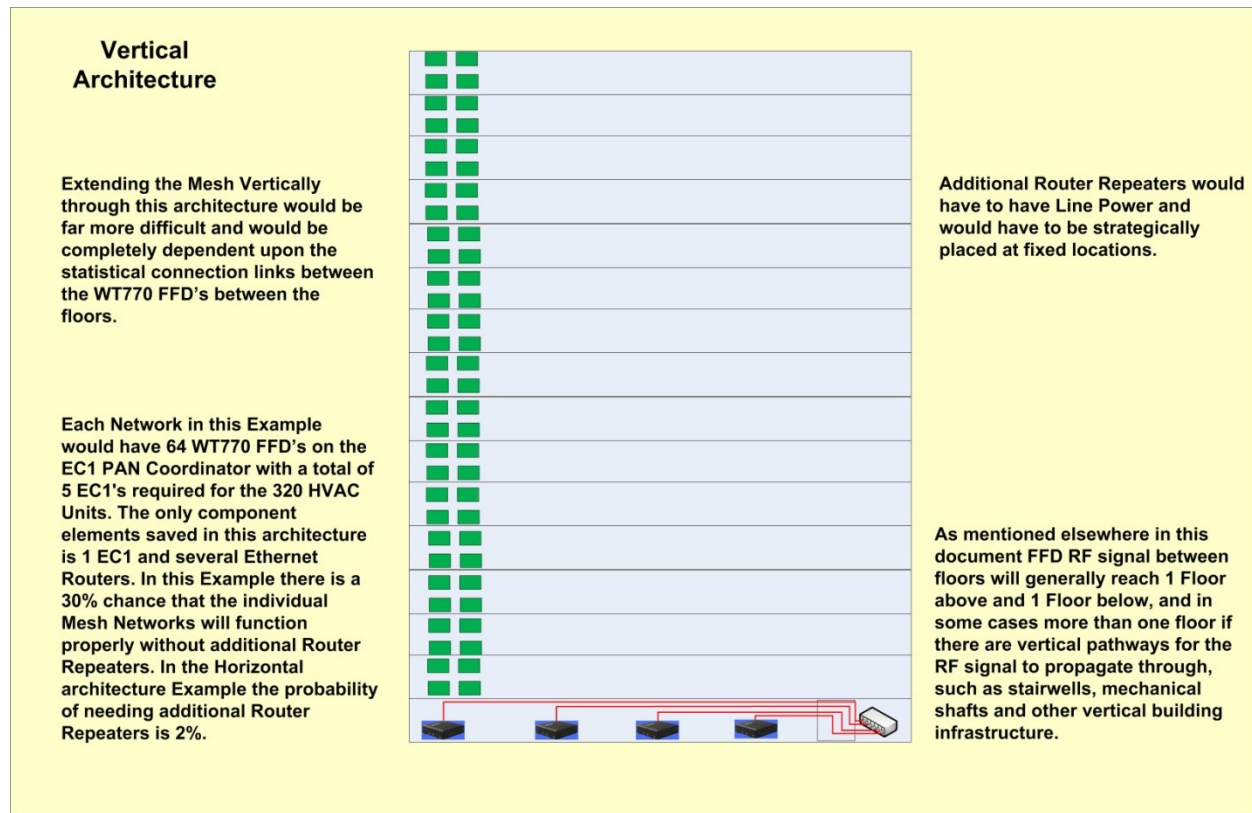 Vertical
Architecture
Extending the Mesh Vertically
through this architecture would be
far more difficult and would be
completely dependent upon the
statistical connection links between
the WT770 FFD’s between the
floors.
Each Network in this Example
would have 64 WT770 FFD’s on the
EC1 PAN Coordinator with a total of
5 EC1's required for the 320 HVAC
Units. The only component
elements saved in this architecture
is 1 EC1 and several Ethernet
Routers. In this Example there is a
30% chance that the individual
Mesh Networks will function
properly without additional Router
Repeaters. In the Horizontal
architecture Example the probability
of needing additional Router
Repeaters is 2%.
Additional Router Repeaters would
have to have Line Power and
would have to be strategically
placed at fixed locations.
As mentioned elsewhere in this
document FFD RF signal between
floors will generally reach 1 Floor
above and 1 Floor below, and in
some cases more than one floor if
there are vertical pathways for the
RF signal to propagate through,
such as stairwells, mechanical
shafts and other vertical building
infrastructure.